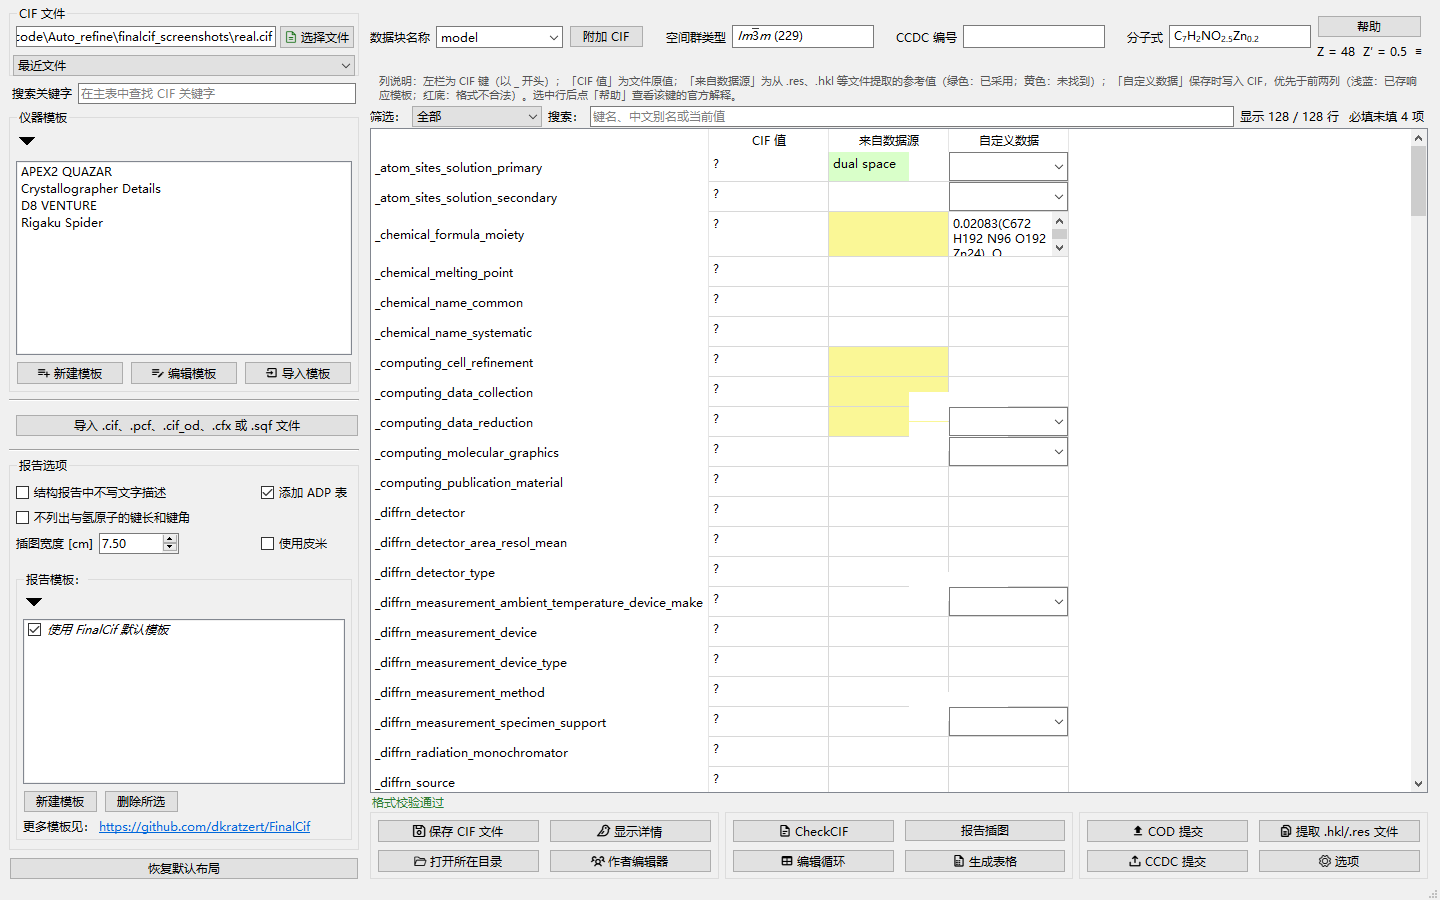 CIF 文件
:ode\Auto_refine\finalcif_screenshots\real.cif
选择文件
最近文件
搜索关键字
在主表中查找 CIF 关键字
仪器模板
APEX2 QUAZAR
Crystallographer Details
D8 VENTURE
Rigaku Spider
新建模板
编辑模板
导入模板
导入 .cif、.pcf、.cif_od、.cfx 或 .sqf 文件
报告选项
结构报告中不写文字描述
添加 ADP 表
不列出与氢原子的键长和键角
插图宽度 [cm]
7.50
使用皮米
报告模板：
使用 FinalCif 默认模板
新建模板
删除所选
更多模板见： https://github.com/dkratzert/FinalCif
恢复默认布局
数据块名称
model
附加 CIF
空间群类型
Im3̅m (229)
CCDC 编号
分子式
C7H2NO2.5Zn0.2
帮助
Z = 48 Z' = 0.5 ≡
列说明：左栏为 CIF 键（以 _ 开头）；「CIF 值」为文件原值；「来自数据源」为从 .res、.hkl 等文件提取的参考值（绿色：已采用；黄色：未找到）；「自定义数据」保存时写入 CIF，优先于前两列（浅蓝：已存响
应模板；红底：格式不合法）。选中行后点「帮助」查看该键的官方解释。
筛选：
全部
搜索：
键名、中文别名或当前值
显示 128 / 128 行 必填未填 4 项
CIF 值
来自数据源
自定义数据
_atom_sites_solution_primary
?
dual space
_atom_sites_solution_secondary
?
_chemical_formula_moiety
?
0.02083(C672
H192 N96 O192
Zn24), O
_chemical_melting_point
?
_chemical_name_common
?
_chemical_name_systematic
?
_computing_cell_refinement
?
_computing_data_collection
?
_computing_data_reduction
?
_computing_molecular_graphics
?
_computing_publication_material
?
_diffrn_detector
?
_diffrn_detector_area_resol_mean
?
_diffrn_detector_type
?
_diffrn_measurement_ambient_temperature_device_make
?
_diffrn_measurement_device
?
_diffrn_measurement_device_type
?
_diffrn_measurement_method
?
_diffrn_measurement_specimen_support
?
_diffrn_radiation_monochromator
?
_diffrn_source
?
格式校验通过
保存 CIF 文件
显示详情
CheckCIF
报告插图
COD 提交
提取 .hkl/.res 文件
打开所在目录
作者编辑器
编辑循环
生成表格
CCDC 提交
选项